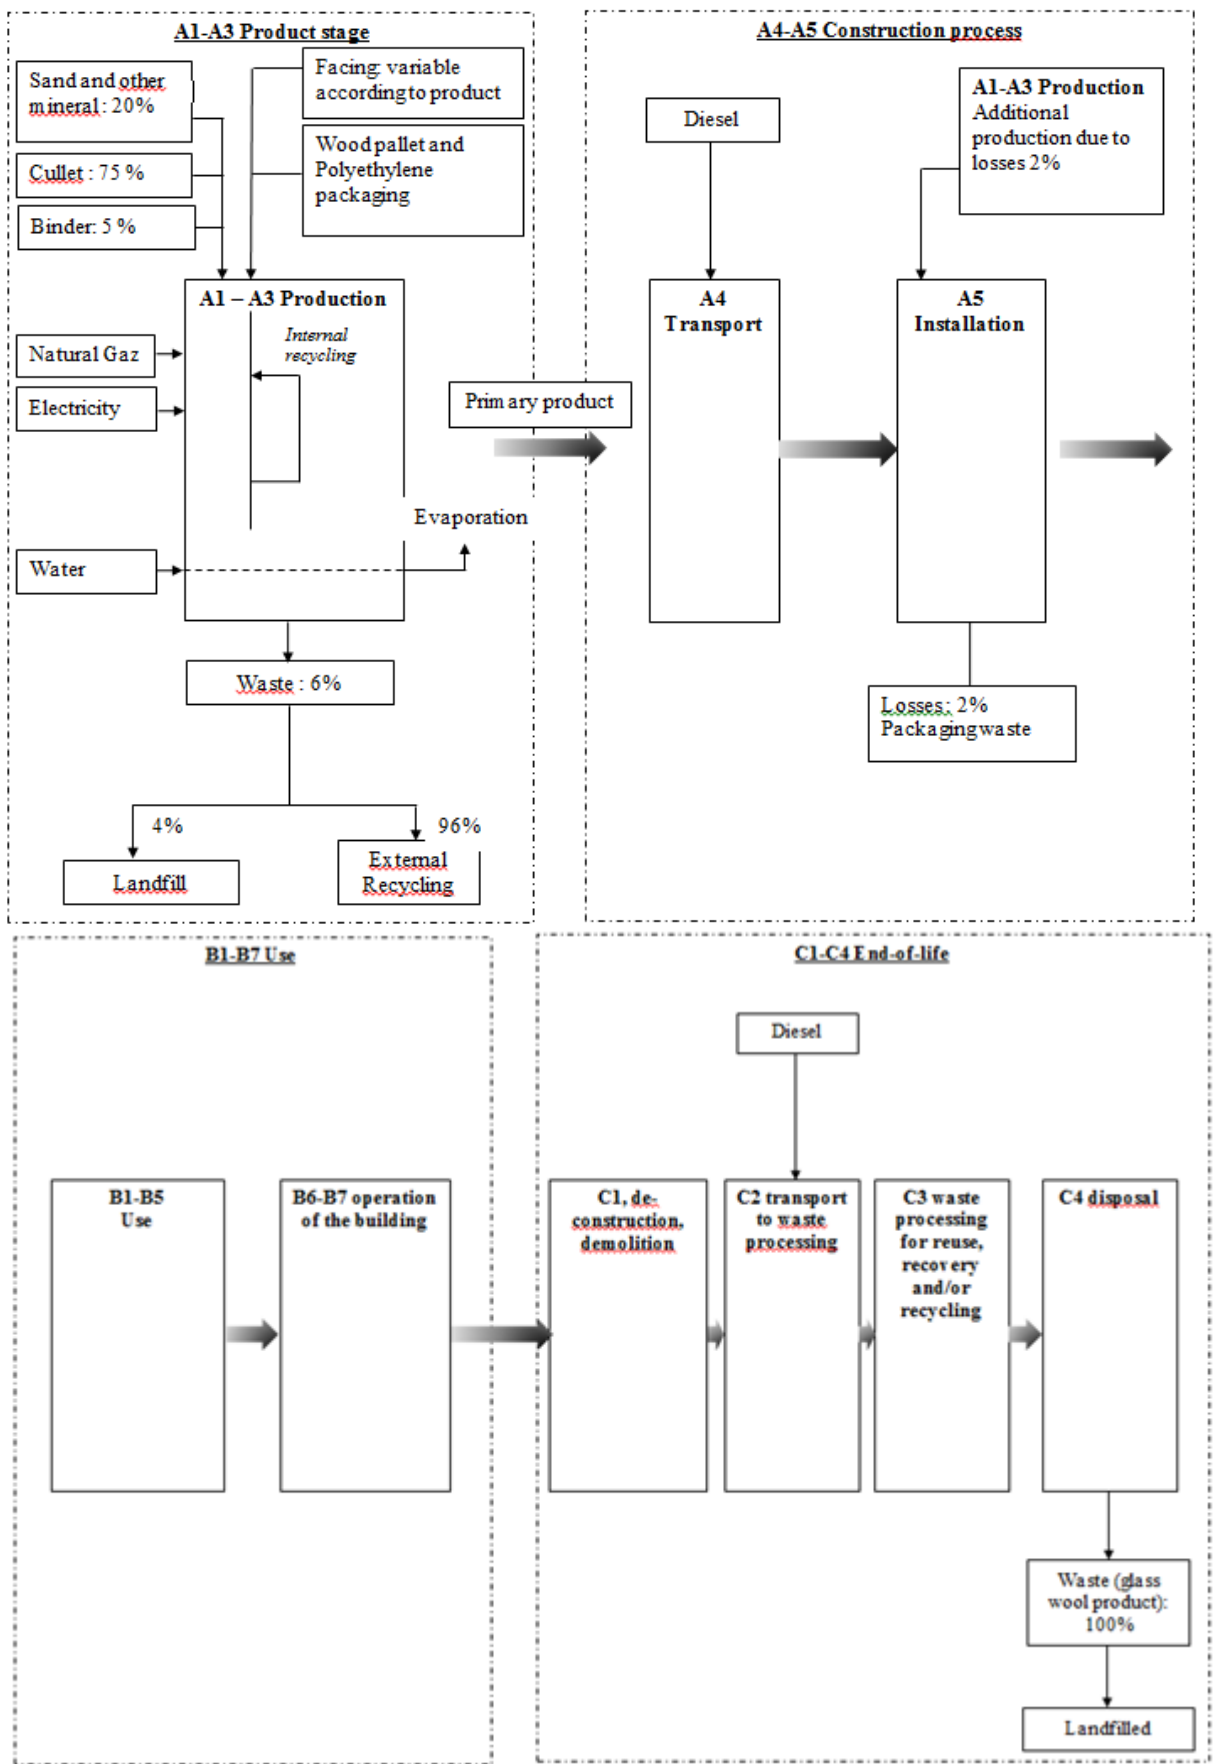 A1-A3 Product stage
Sand and other
mineral : 20%
Cullet : 75 %
Binder: 5 %
Facing: variable
according to product
Wood pallet and
Polyethylene
packaging
A1 – A3 Production
Internal
recycling
Natural Gaz
Electricity
Water
Evaporation
Primary product
Waste : 6%
4%
96%
Landfill
External
Recycling
A4-A5 Construction process
Diesel
A1-A3 Production
Additional
production due to
losses 2%
A4
Transport
A5
Installation
Losses: 2%
Packaging waste
B1-B7 Use
B1-B5
Use
B6-B7 operation
of the building
C1-C4 End-of-life
Diesel
C1, de-
construction,
demolition
C2 transport
to waste
processing
C3 waste
processing
for reuse,
recovery
and/or
recycling
C4 disposal
Waste (glass
wool product):
100%
Landfilled